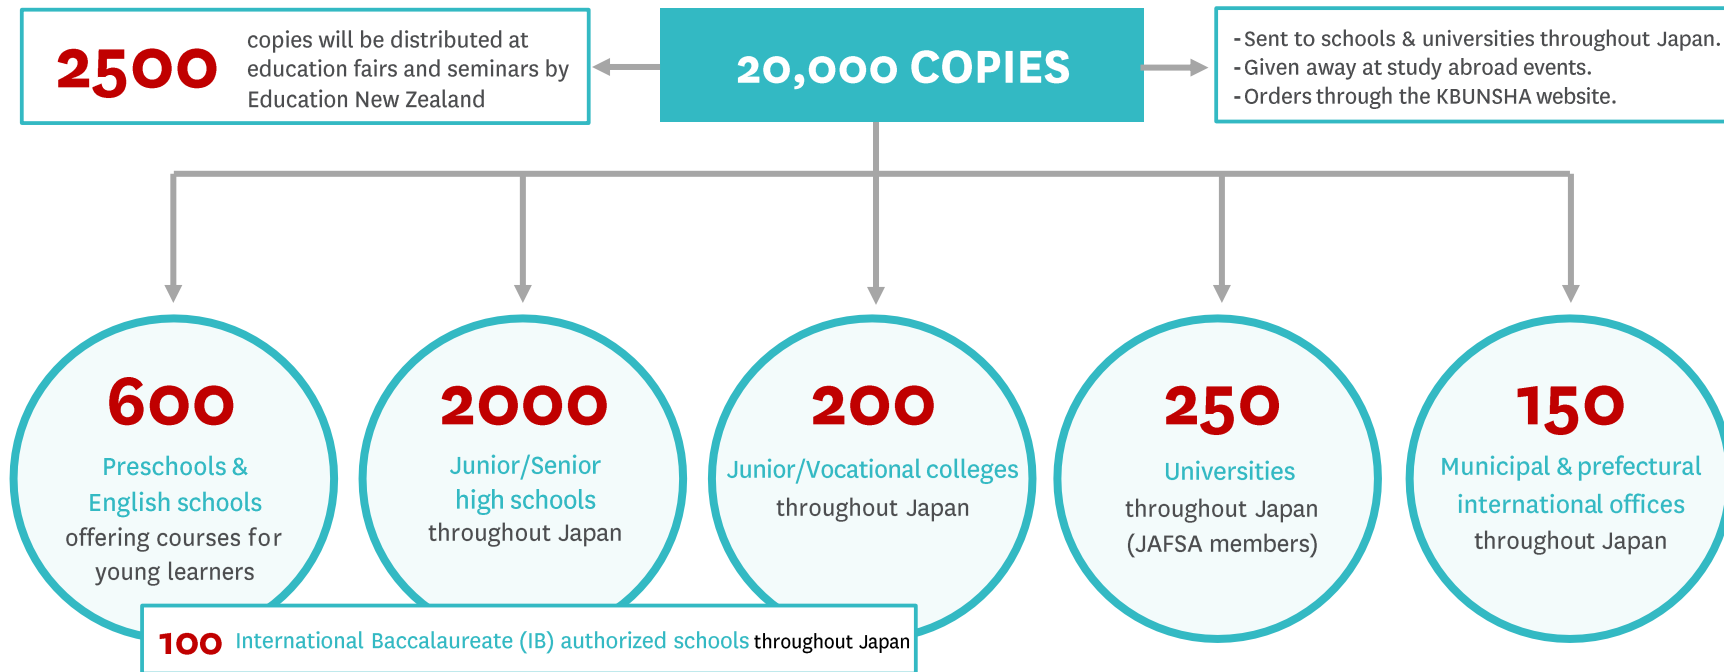 2500
copies will be distributed at
education fairs and seminars by
Education New Zealand
20,000 COPIES
-Sent to schools & universities throughout Japan.
-Given away at study abroad events.
-Orders through the KBUNSHA website.
600
Preschools &
English schools
offering courses for
young learners
2000
Junior/Senior
high schools
throughout Japan
200
Junior/Vocational colleges
throughout Japan
250
Universities
throughout Japan
(JAFSA members)
150
Municipal & prefectural
international offices
throughout Japan
100 International Baccalaureate (IB) authorized schools throughout Japan